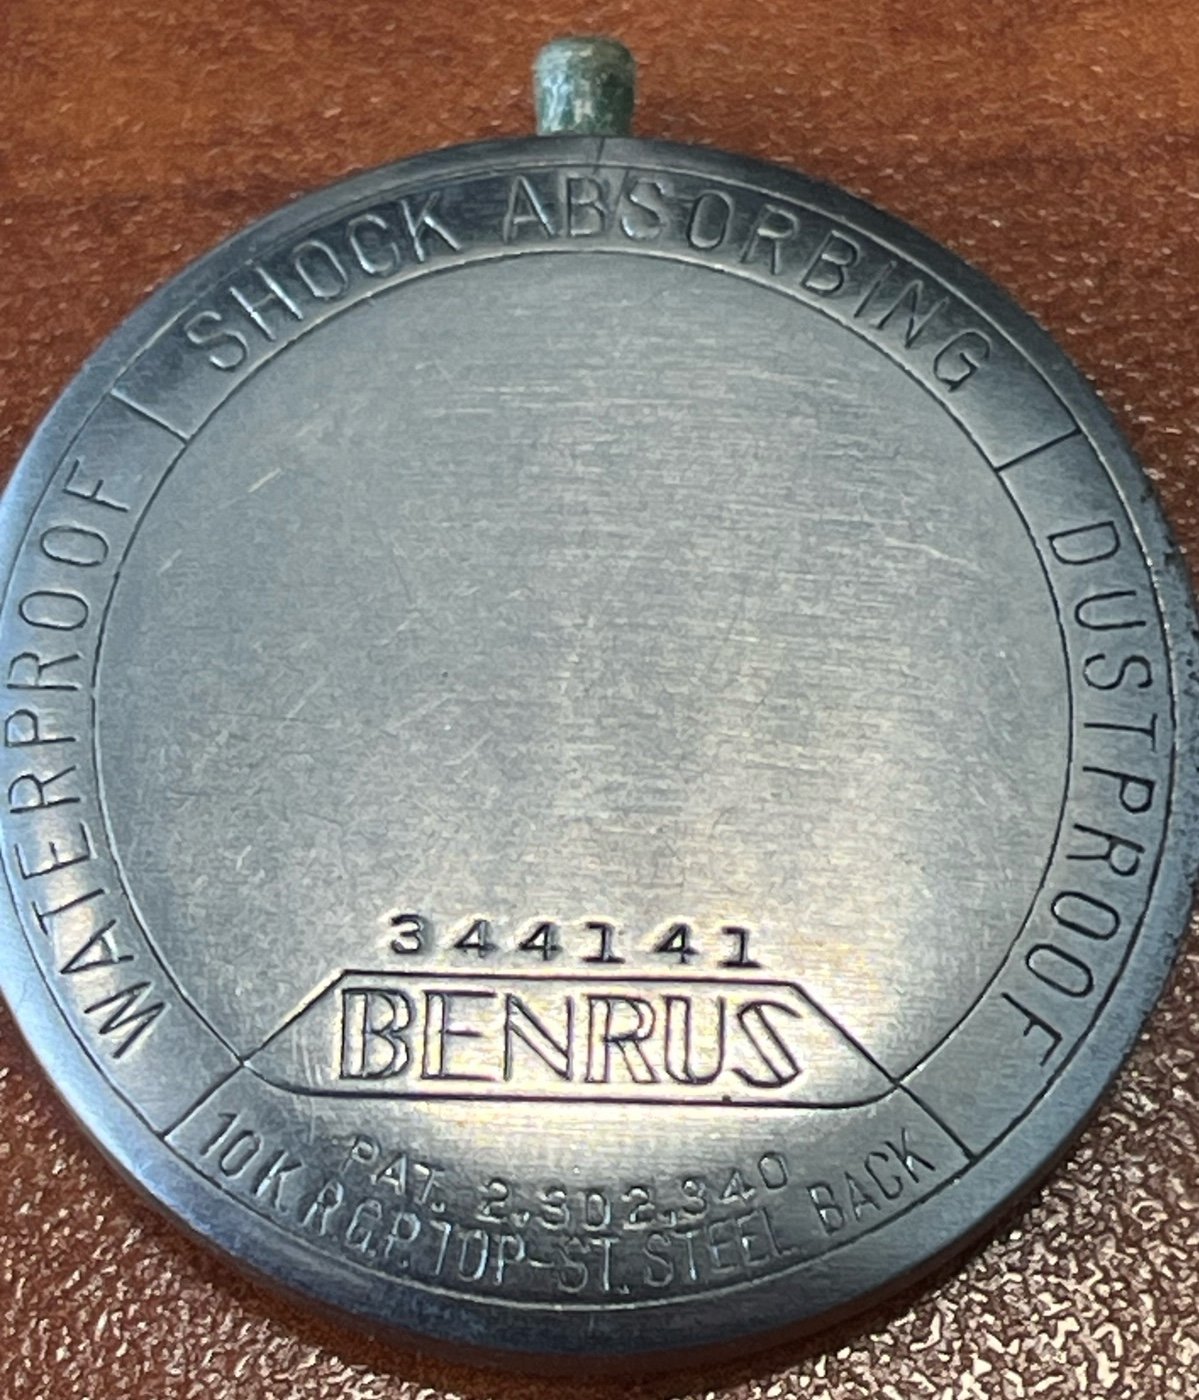 SHOCK ABSORBING
WATERPROOF
DUSTPROOF
344141
BENRUS
PAT. 2,302,340
10K.R.G.P. TOP-ST. STEEL BACK